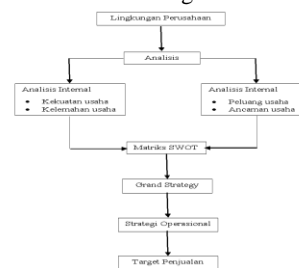 Lingkungan Perusahaan
Analisis
Analisis Internal
• Kekuatan usaha
• Kelemahan usaha
Analisis Internal
• Peluang usaha
• Ancaman usaha
Matriks SWOT
Grand Strategy
Strategi Operasional
Target Penjualan